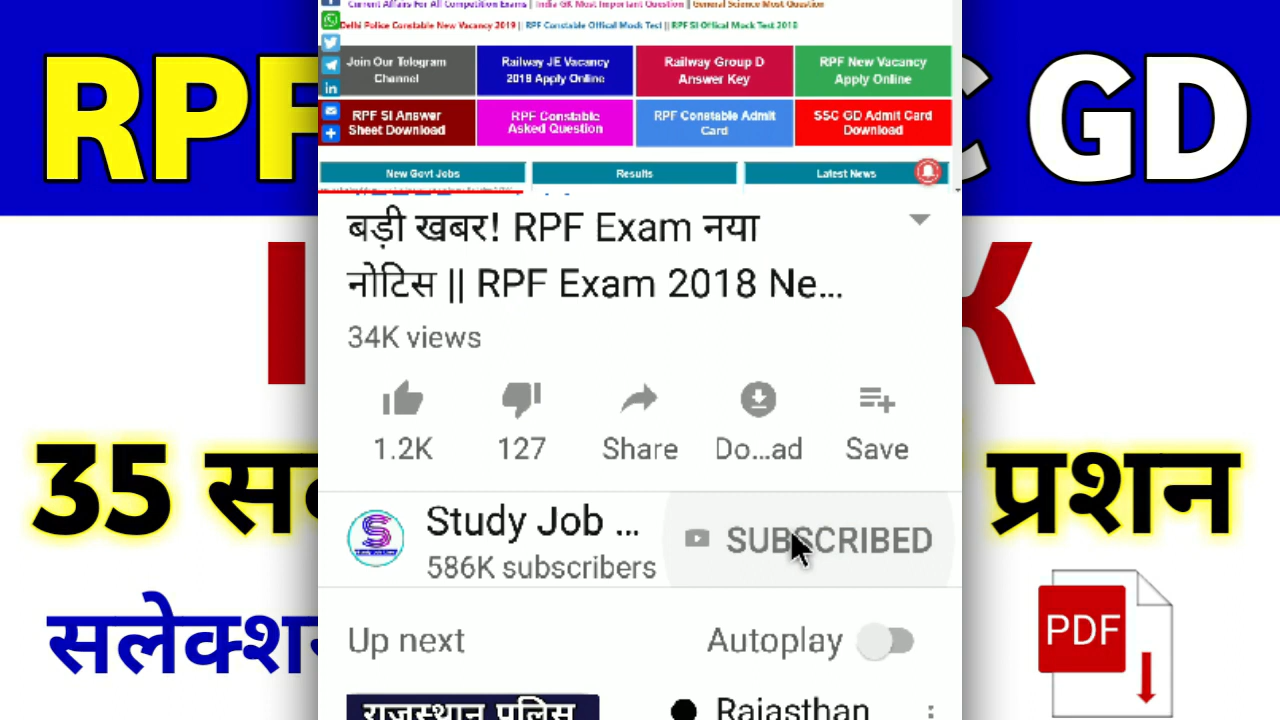 Current Affairs For All Competition Exams | India GK Most Important Question | General Science Most Question
Delhi Police Constable New Vacancy 2019 || RPF Constable Offical Mock Test || RPF SI Offical Mock Test 2018
Join Our Telegram Channel
Railway JE Vacancy 2018 Apply Online
Railway Group D Answer Key
RPF New Vacancy Apply Online
RPF SI Answer Sheet Download
RPF Constable Asked Question
RPF Constable Admit Card
SSC GD Admit Card Download
New Govt Jobs
Results
Latest News
RPF
GD
बड़ी खबर! RPF Exam नया
नोटिस || RPF Exam 2018 Ne...
34K views
1.2K
127
Share
Do...ad
Save
35
प्रशन
Study Job ...
SUBSCRIBED
586K subscribers
सलेक्शन
PDF
Up next
Autoplay
राजस्थान पुलिस
Rajasthan